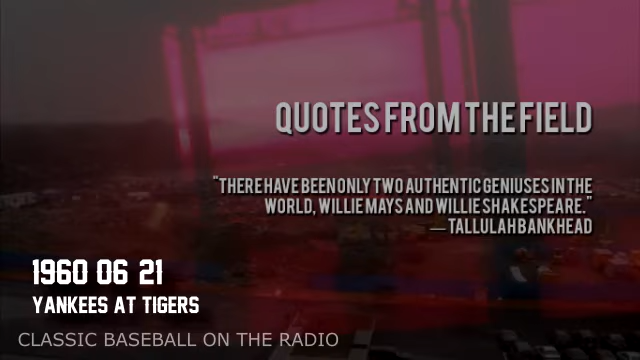 QUOTES FROM THE FIELD
"THERE HAVE BEEN ONLY TWO AUTHENTIC GENIUSES IN THE
WORLD, WILLIE MAYS AND WILLIE SHAKESPEARE."
— TALLULAH BANKHEAD
1960 06 21
YANKEES AT TIGERS
CLASSIC BASEBALL ON THE RADIO